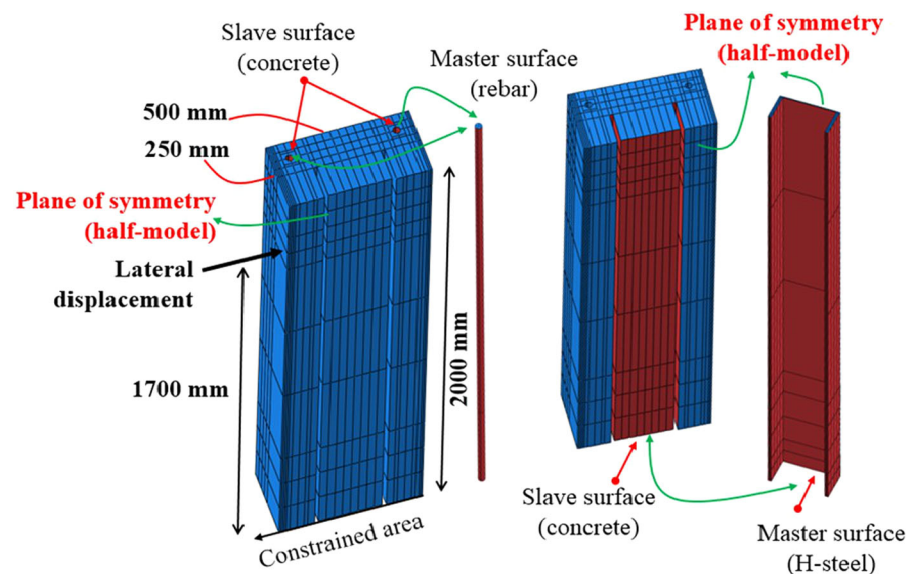 Slave surface
(concrete)
Master surface
(rebar)
500 mm
250 mm
Plane of symmetry
(half-model)
Lateral
displacement
1700 mm
2000 mm
Constrained area
Plane of symmetry
(half-model)
Slave surface
(concrete)
Master surface
(H-steel)